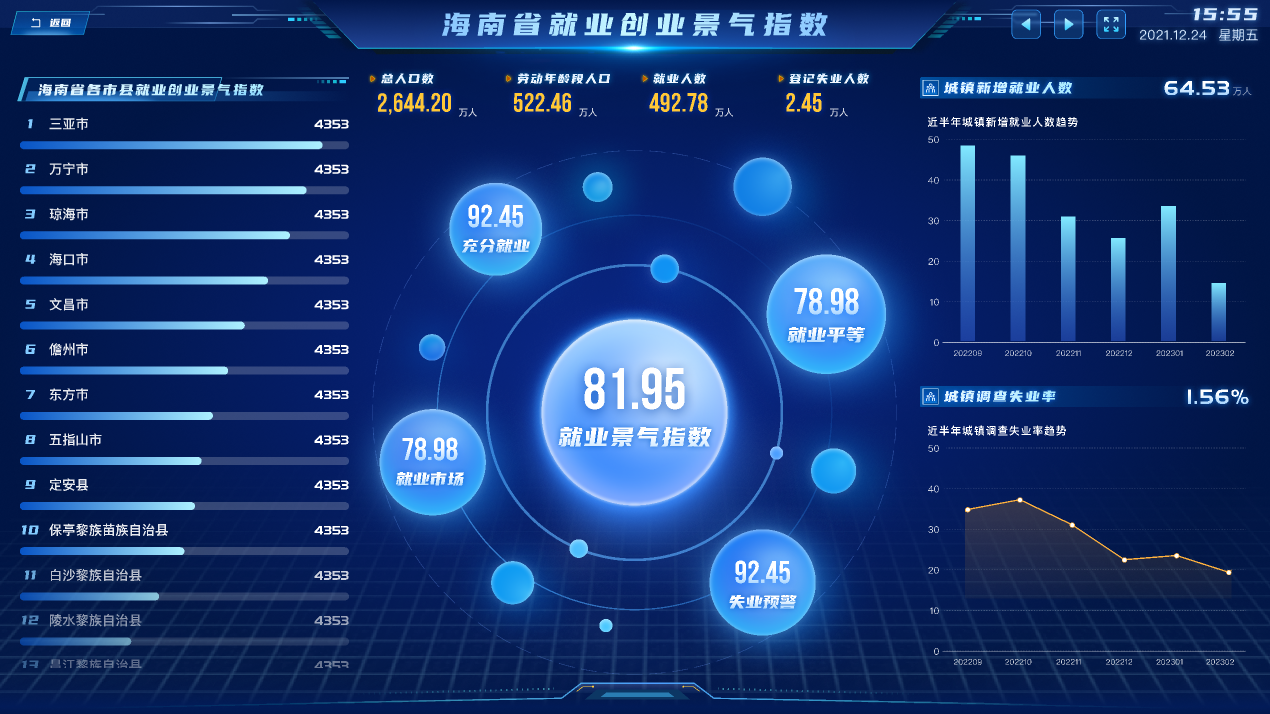 返回
海南省就业创业景气指数
15:55
2021.12.24 星期五
海南省各市县就业创业景气指数
1 三亚市 4353
2 万宁市 4353
3 琼海市 4353
4 海口市 4353
5 文昌市 4353
6 儋州市 4353
7 东方市 4353
8 五指山市 4353
9 定安县 4353
10 保亭黎族苗族自治县 4353
11 白沙黎族自治县 4353
12 陵水黎族自治县 4353
13 昌江黎族自治县 4353
总人口数
2,644.20 万人
劳动年龄段人口
522.46 万人
就业人数
492.78 万人
登记失业人数
2.45 万人
92.45
充分就业
78.98
就业平等
81.95
就业景气指数
78.98
就业市场
92.45
失业预警
城镇新增就业人数 64.53 万人
近半年城镇新增就业人数趋势
50
40
30
20
10
0
202209 202210 202211 202212 202301 202302
城镇调查失业率 1.56%
近半年城镇调查失业率趋势
50
40
30
20
10
0
202209 202210 202211 202212 202301 202302